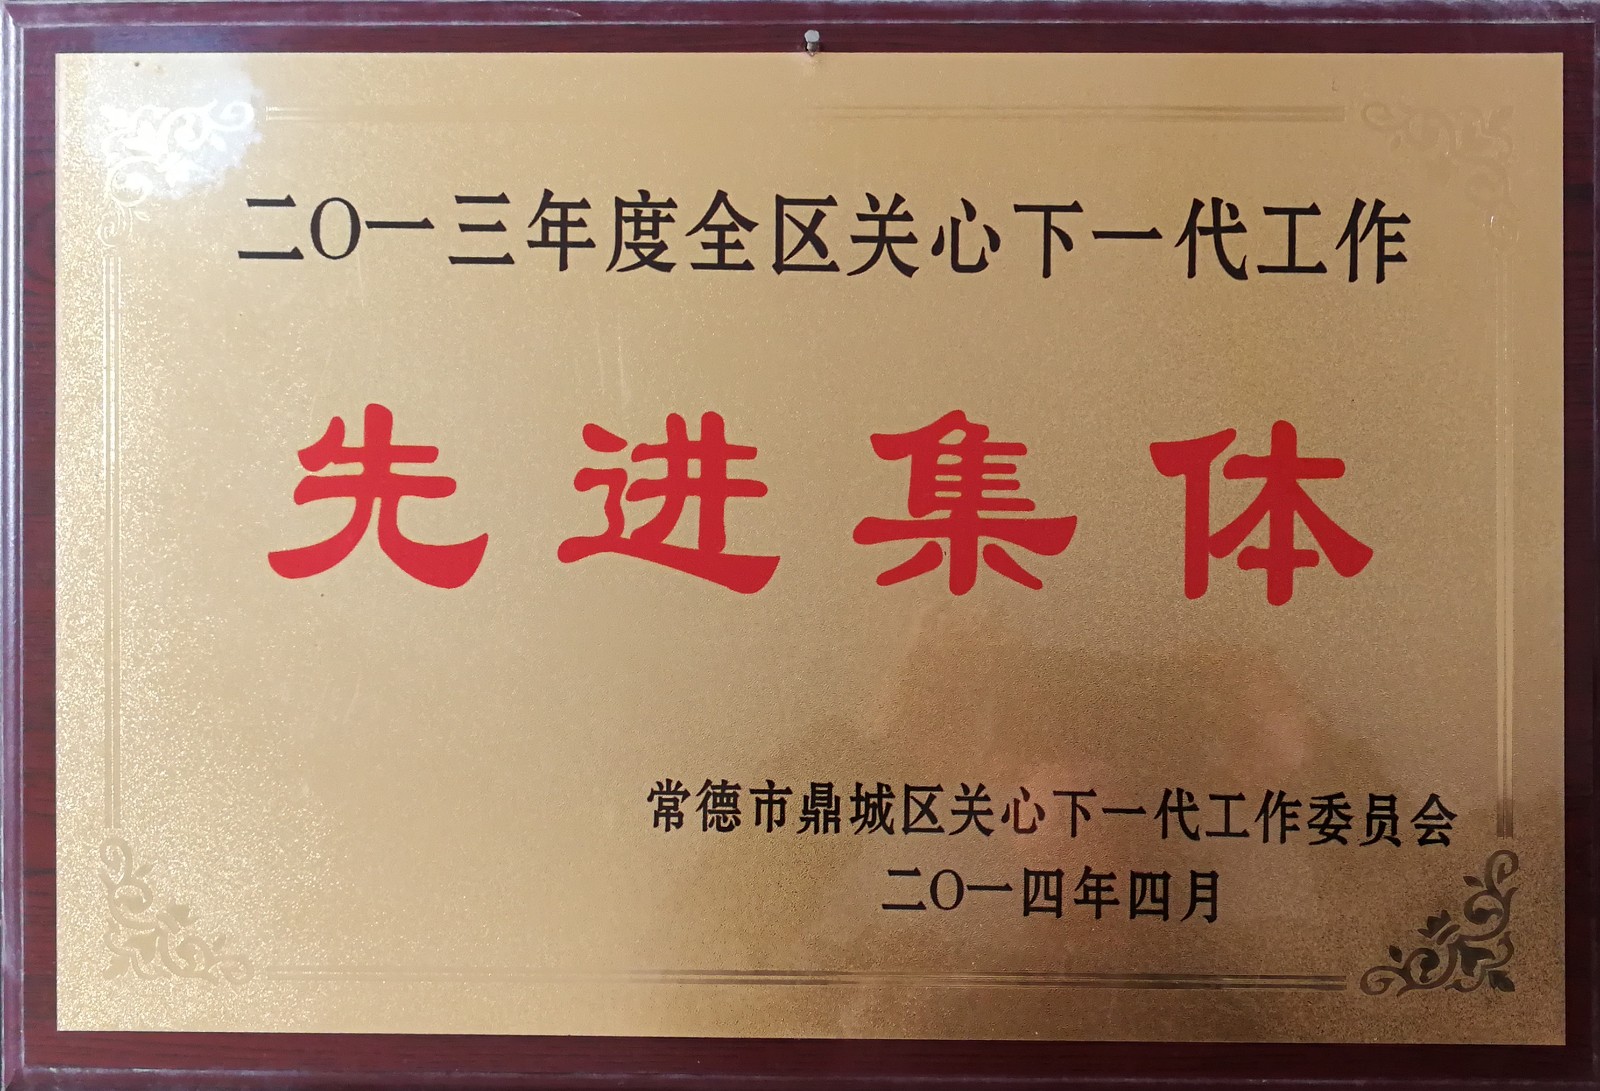 二〇一三年度全区关心下一代工作
先进集体
常德市鼎城区关心下一代工作委员会
二〇一四年四月